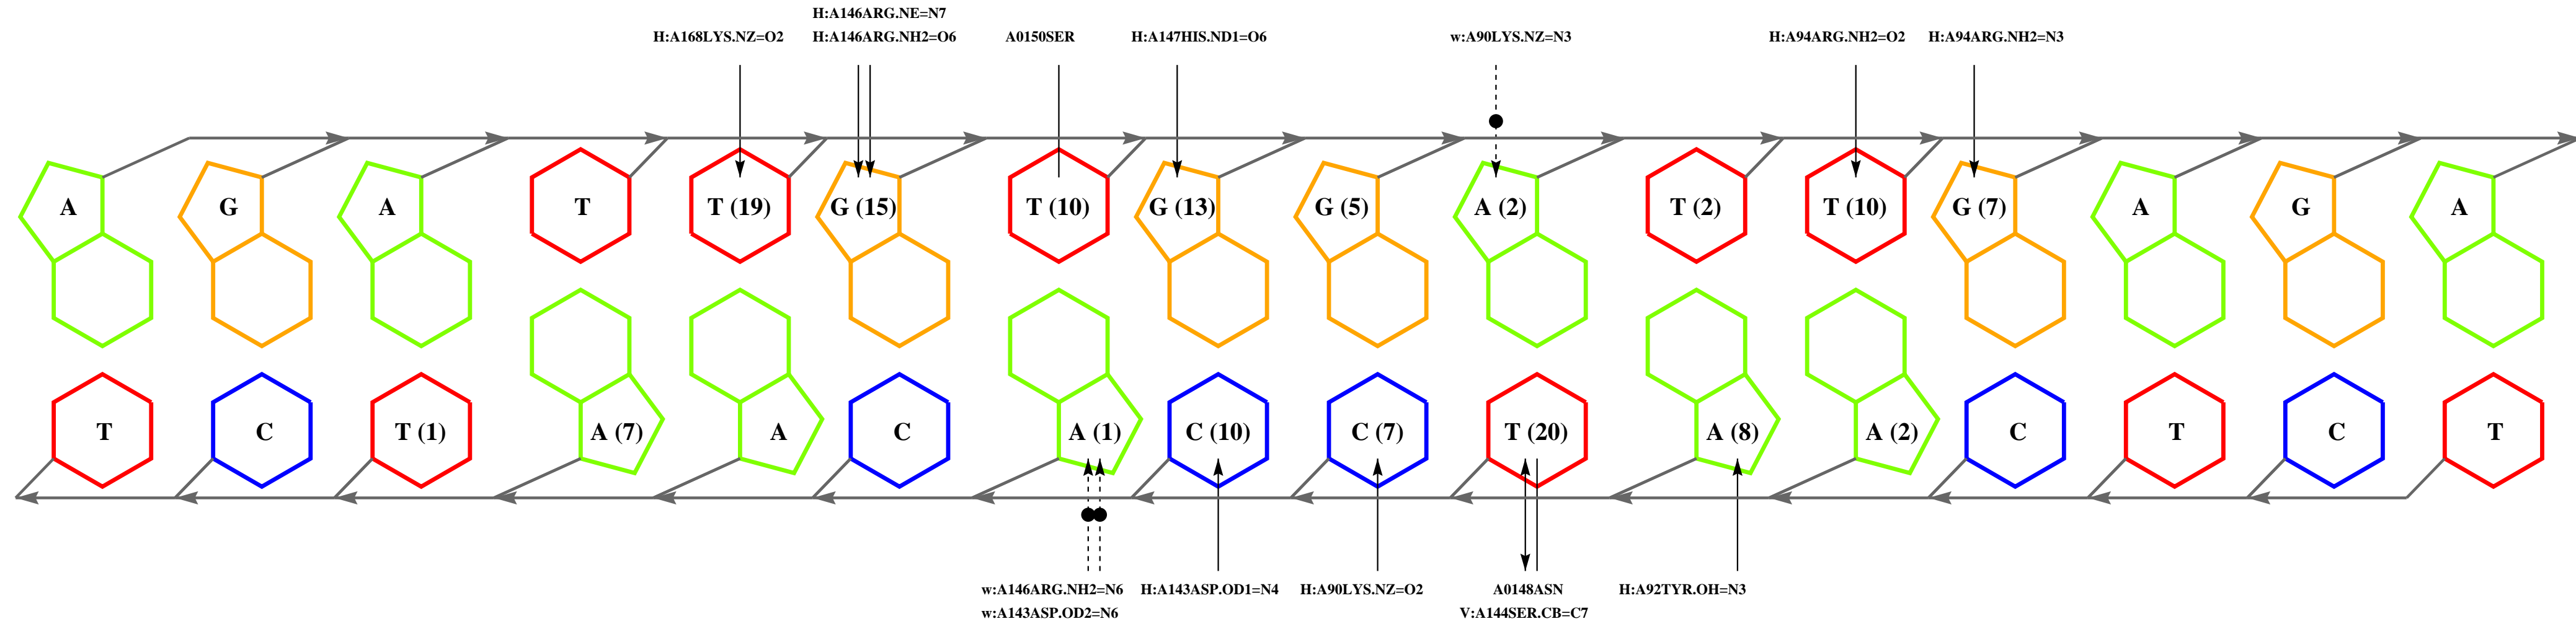 H:A146ARG.NE=N7
H:A168LYS.NZ=O2 H:A146ARG.NH2=O6 A0150SER H:A147HIS.ND1=O6 w:A90LYS.NZ=N3 H:A94ARG.NH2=O2 H:A94ARG.NH2=N3
A G A T T (19) G (15) T (10) G (13) G (5) A (2) T (2) T (10) G (7) A G A
T C T (1) A (7) A C A (1) C (10) C (7) T (20) A (8) A (2) C T C T
w:A146ARG.NH2=N6 H:A143ASP.OD1=N4 H:A90LYS.NZ=O2 A0148ASN H:A92TYR.OH=N3
w:A143ASP.OD2=N6 V:A144SER.CB=C7